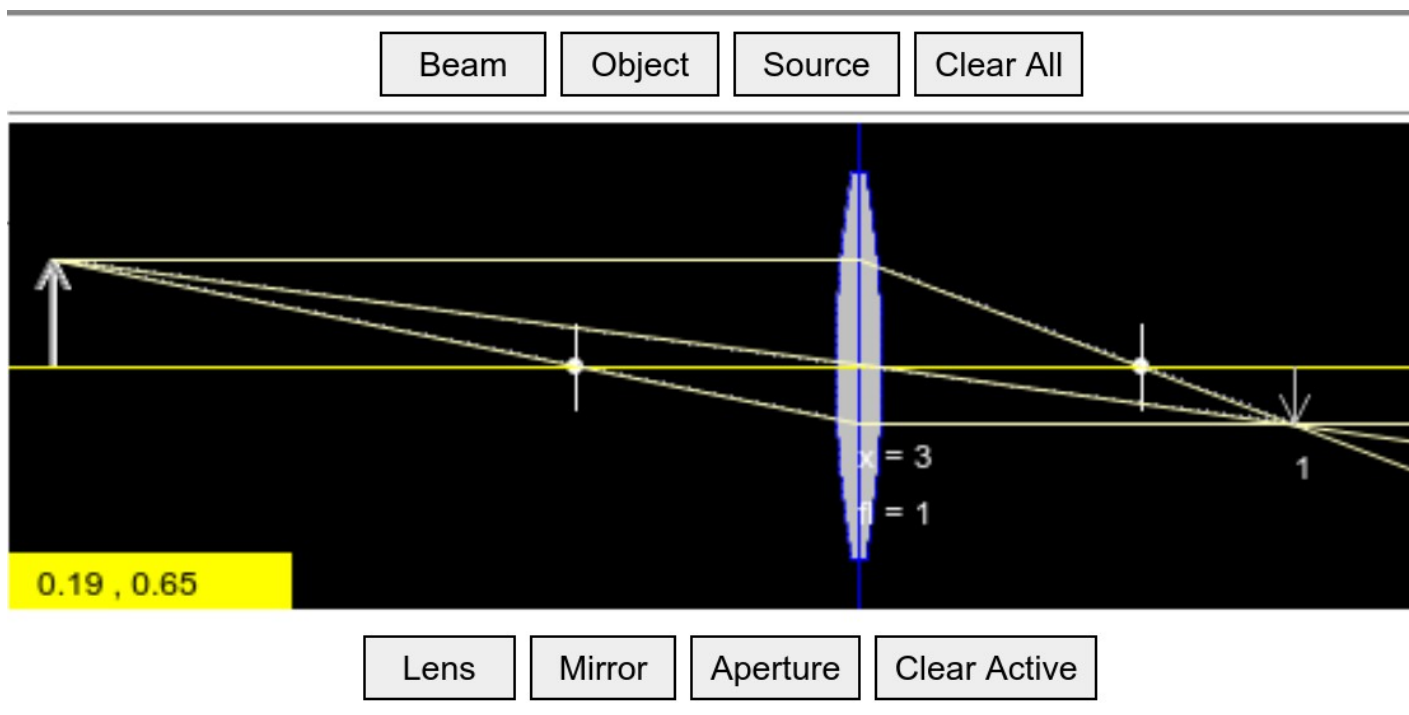 Beam Object Source Clear All
x = 3
1
fl = 1
0.19 , 0.65
Lens Mirror Aperture Clear Active